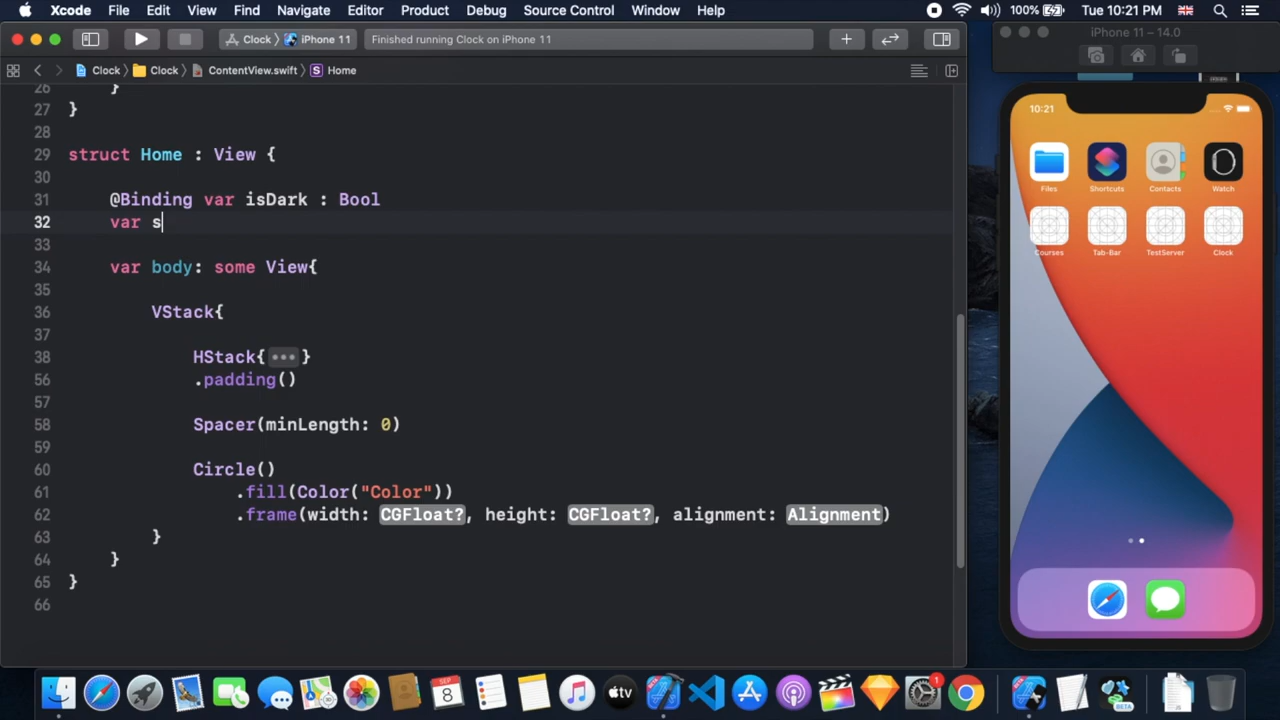 Xcode File Edit View Find Navigate Editor Product Debug Source Control Window Help 100% Tue 10:21 PM
Clock iPhone 11 Finished running Clock on iPhone 11
iPhone 11 – 14.0
Clock Clock ContentView.swift S Home
26 }
27 }
28
29 struct Home : View {
30
31 @Binding var isDark : Bool
32 var s
33
34 var body: some View{
35
36 VStack{
37
38 HStack{•••}
56 .padding()
57
58 Spacer(minLength: 0)
59
60 Circle()
61 .fill(Color("Color"))
62 .frame(width: CGFloat?, height: CGFloat?, alignment: Alignment)
63 }
64 }
65 }
66
10:21
Files Shortcuts Contacts Watch
Courses Tab-Bar TestServer Clock
SEP
8
tv
1
BETA